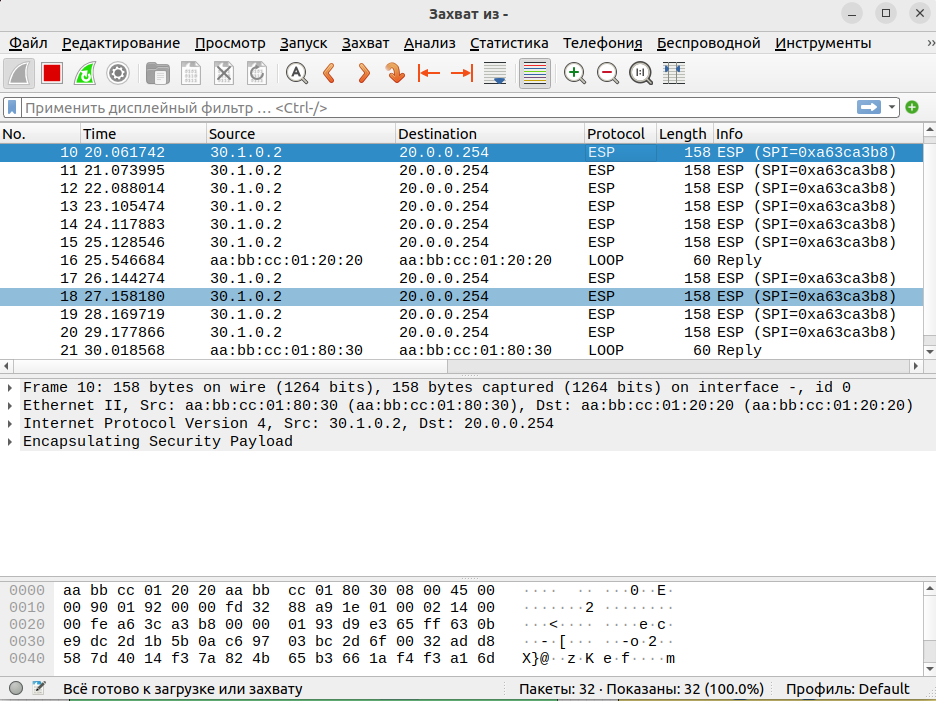 Захват из -
Файл Редактирование Просмотр Запуск Захват Анализ Статистика Телефония Беспроводной Инструменты »
Применить дисплейный фильтр ... <Ctrl-/>
No. Time Source Destination Protocol Length Info
10 20.061742 30.1.0.2 20.0.0.254 ESP 158 ESP (SPI=0xa63ca3b8)
11 21.073995 30.1.0.2 20.0.0.254 ESP 158 ESP (SPI=0xa63ca3b8)
12 22.088014 30.1.0.2 20.0.0.254 ESP 158 ESP (SPI=0xa63ca3b8)
13 23.105474 30.1.0.2 20.0.0.254 ESP 158 ESP (SPI=0xa63ca3b8)
14 24.117883 30.1.0.2 20.0.0.254 ESP 158 ESP (SPI=0xa63ca3b8)
15 25.128546 30.1.0.2 20.0.0.254 ESP 158 ESP (SPI=0xa63ca3b8)
16 25.546684 aa:bb:cc:01:20:20 aa:bb:cc:01:20:20 LOOP 60 Reply
17 26.144274 30.1.0.2 20.0.0.254 ESP 158 ESP (SPI=0xa63ca3b8)
18 27.158180 30.1.0.2 20.0.0.254 ESP 158 ESP (SPI=0xa63ca3b8)
19 28.169719 30.1.0.2 20.0.0.254 ESP 158 ESP (SPI=0xa63ca3b8)
20 29.177866 30.1.0.2 20.0.0.254 ESP 158 ESP (SPI=0xa63ca3b8)
21 30.018568 aa:bb:cc:01:80:30 aa:bb:cc:01:80:30 LOOP 60 Reply
Frame 10: 158 bytes on wire (1264 bits), 158 bytes captured (1264 bits) on interface -, id 0
Ethernet II, Src: aa:bb:cc:01:80:30 (aa:bb:cc:01:80:30), Dst: aa:bb:cc:01:20:20 (aa:bb:cc:01:20:20)
Internet Protocol Version 4, Src: 30.1.0.2, Dst: 20.0.0.254
Encapsulating Security Payload
0000 aa bb cc 01 20 20 aa bb cc 01 80 30 08 00 45 00 ···· ·· ···0··E·
0010 00 90 01 92 00 00 fd 32 88 a9 1e 01 00 02 14 00 ·······2 ········
0020 00 fe a6 3c a3 b8 00 00 01 93 d9 e3 65 ff 63 0b ···<···· ····e·c·
0030 e9 dc 2d 1b 5b 0a c6 97 03 bc 2d 6f 00 32 ad d8 ··-·[··· ··-o·2··
0040 58 7d 40 14 f3 7a 82 4b 65 b3 66 1a f4 f3 a1 6d X}@··z·K e·f····m
Всё готово к загрузке или захвату Пакеты: 32 · Показаны: 32 (100.0%) Профиль: Default